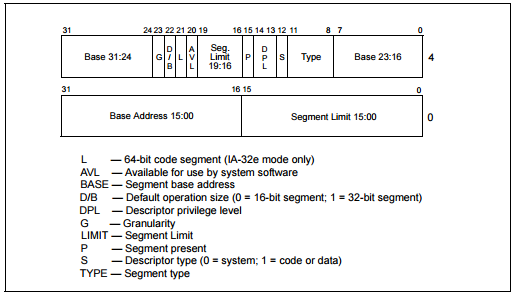 31 24 23 22 21 20 19 16 15 14 13 12 11 8 7 0
Base 31:24 G D/B L AVL Seg. Limit 19:16 P DPL S Type Base 23:16 4
31 16 15 0
Base Address 15:00 Segment Limit 15:00 0
L — 64-bit code segment (IA-32e mode only)
AVL — Available for use by system software
BASE — Segment base address
D/B — Default operation size (0 = 16-bit segment; 1 = 32-bit segment)
DPL — Descriptor privilege level
G — Granularity
LIMIT — Segment Limit
P — Segment present
S — Descriptor type (0 = system; 1 = code or data)
TYPE — Segment type